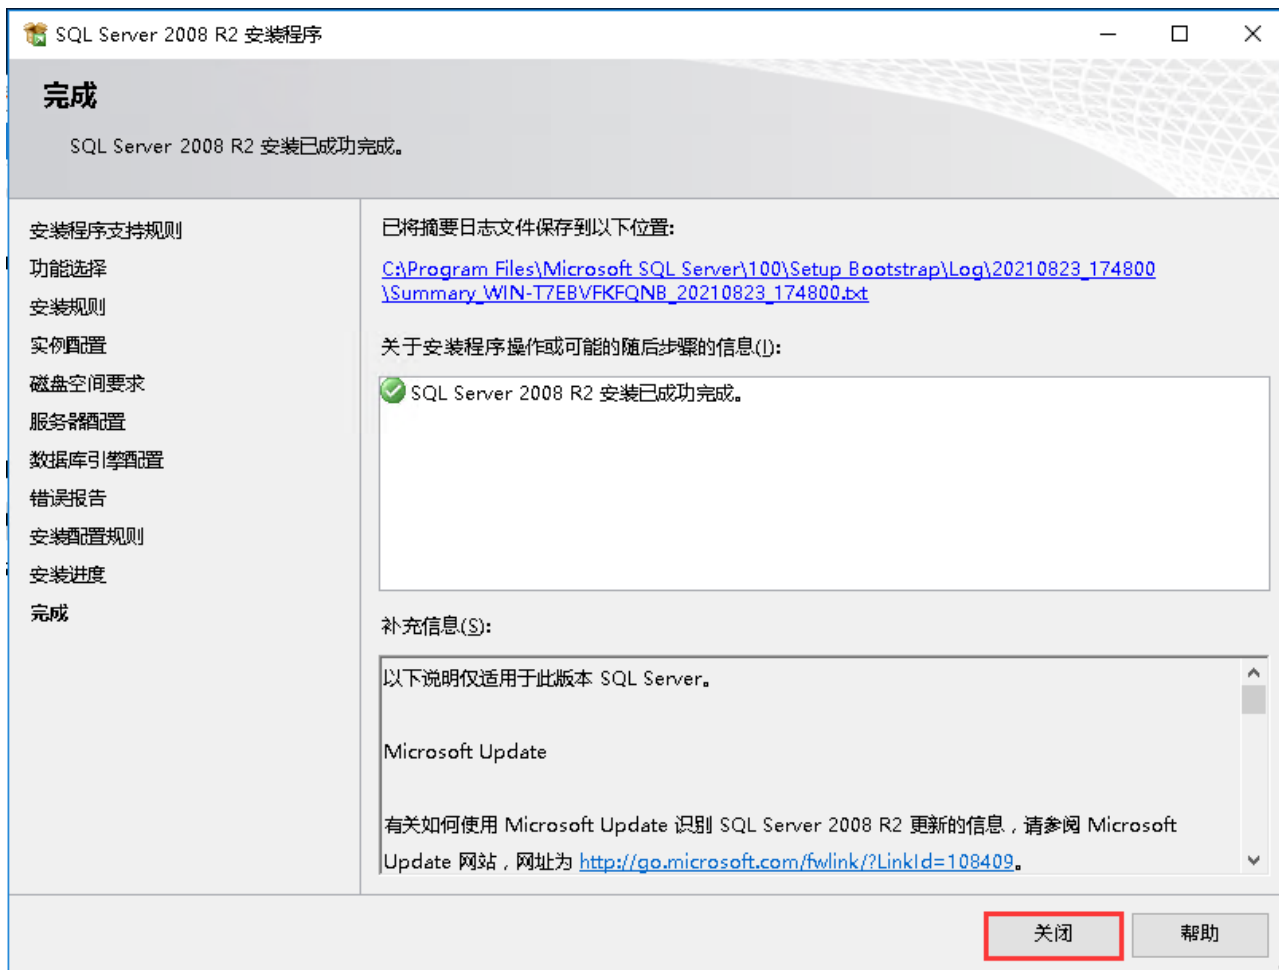 SQL Server 2008 R2 安装程序
完成
SQL Server 2008 R2 安装已成功完成。
安装程序支持规则
功能选择
安装规则
实例配置
磁盘空间要求
服务器配置
数据库引擎配置
错误报告
安装配置规则
安装进度
完成
已将摘要日志文件保存到以下位置:
C:\Program Files\Microsoft SQL Server\100\Setup Bootstrap\Log\20210823_174800
\Summary_WIN-T7EBVFKFQNB_20210823_174800.txt
关于安装程序操作或可能的随后步骤的信息(I):
SQL Server 2008 R2 安装已成功完成。
补充信息(S):
以下说明仅适用于此版本 SQL Server。
Microsoft Update
有关如何使用 Microsoft Update 识别 SQL Server 2008 R2 更新的信息，请参阅 Microsoft
Update 网站，网址为 http://go.microsoft.com/fwlink/?LinkId=108409。
关闭
帮助